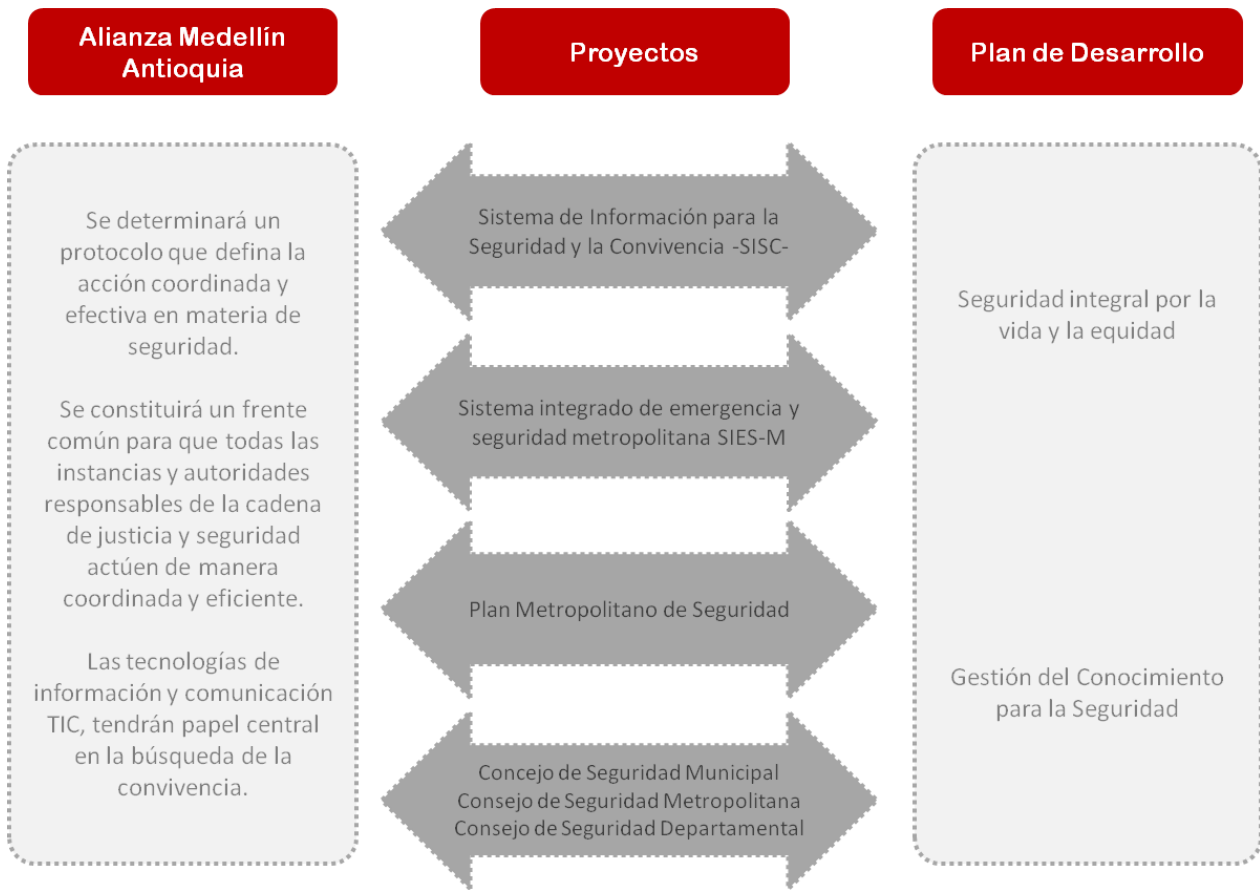 Alianza Medellín
Antioquia
Proyectos
Plan de Desarrollo
Se determinará un
protocolo que defina la
acción coordinada y
efectiva en materia de
seguridad.
Se constituirá un frente
común para que todas las
instancias y autoridades
responsables de la cadena
de justicia y seguridad
actúen de manera
coordinada y eficiente.
Las tecnologías de
información y comunicación
TIC, tendrán papel central
en la búsqueda de la
convivencia.
Sistema de Información para la
Seguridad y la Convivencia -SISC-
Sistema integrado de emergencia y
seguridad metropolitana SIES-M
Plan Metropolitano de Seguridad
Concejo de Seguridad Municipal
Consejo de Seguridad Metropolitana
Consejo de Seguridad Departamental
Seguridad integral por la
vida y la equidad
Gestión del Conocimiento
para la Seguridad